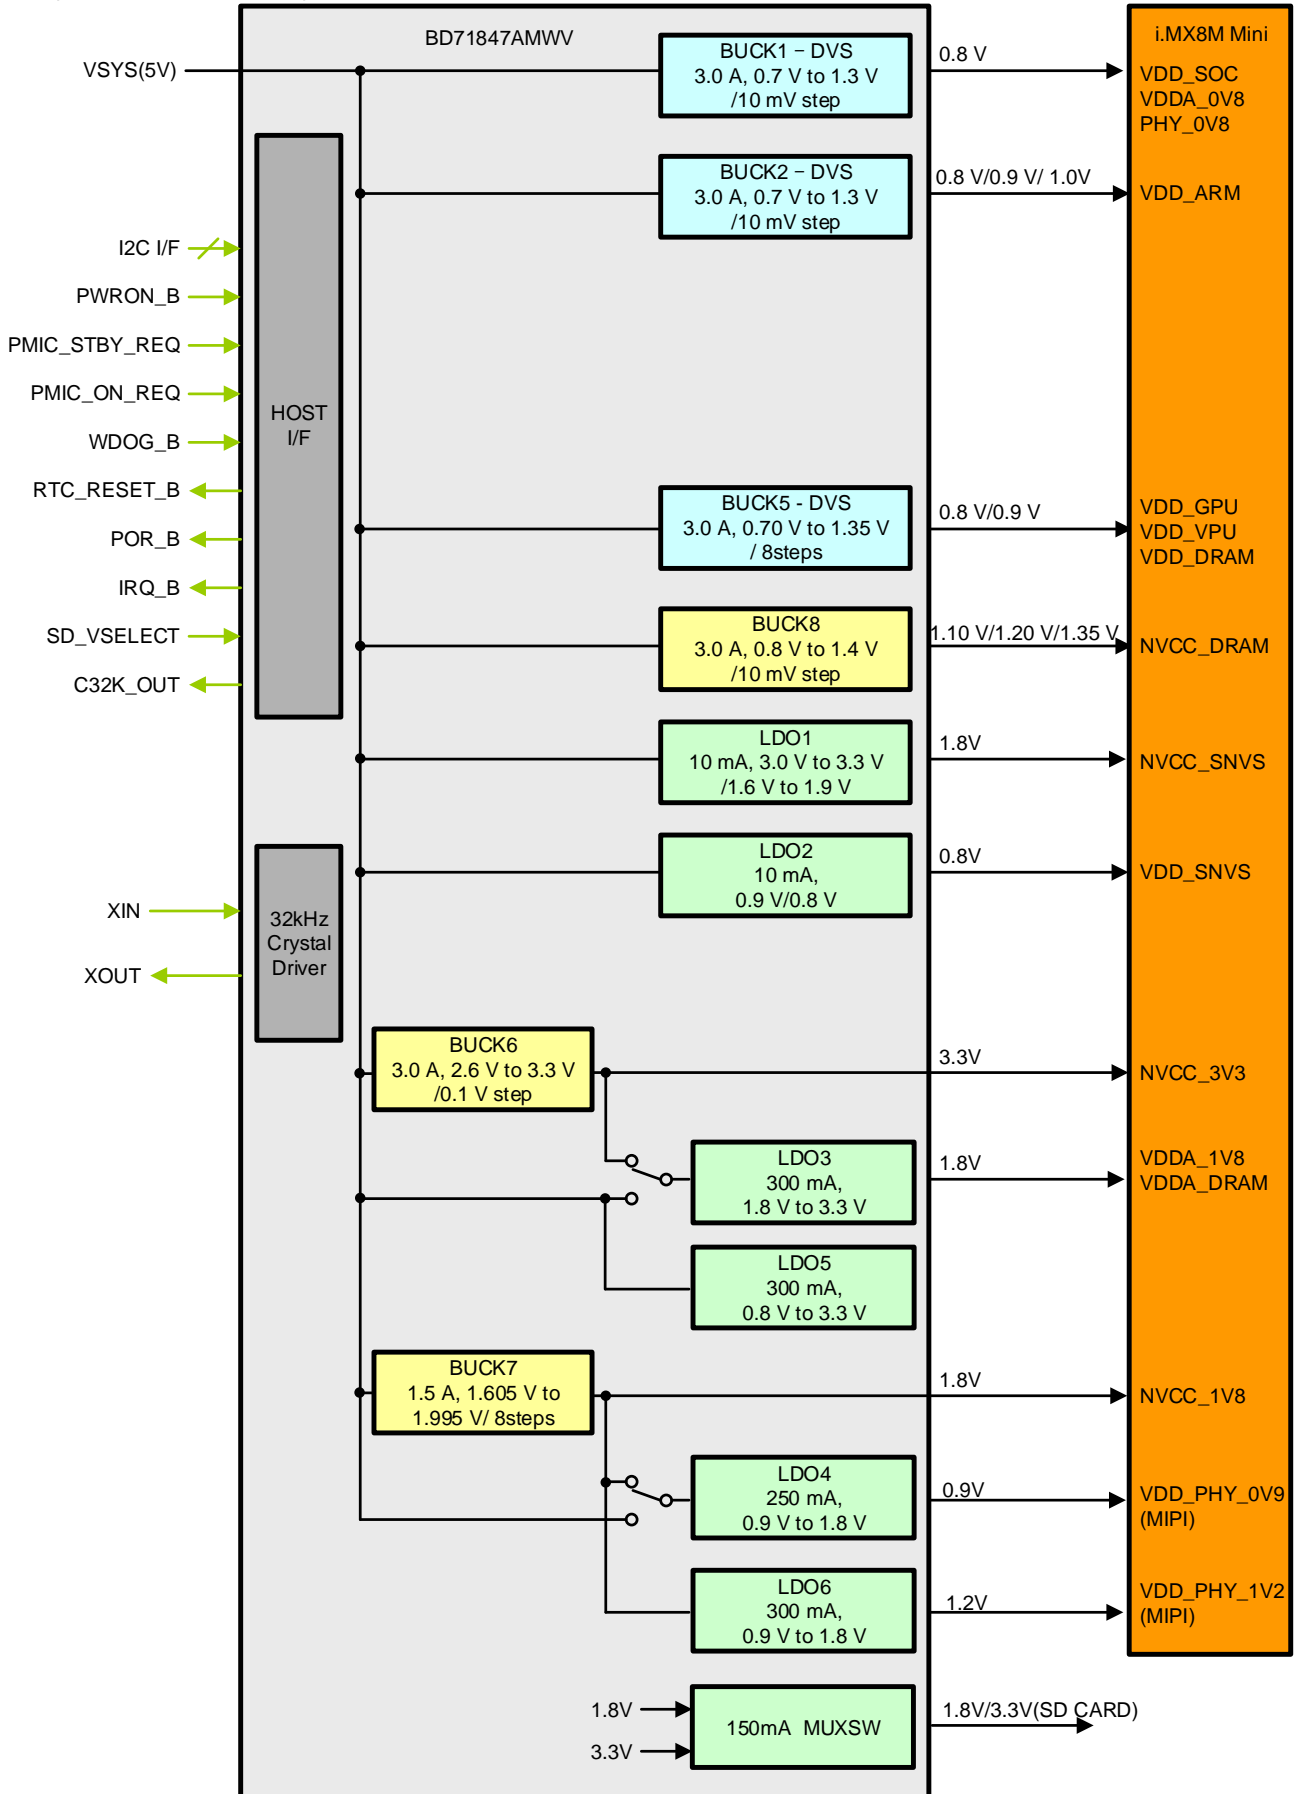 BD71847AMWV
i.MX8M Mini
VSYS(5V)
BUCK1 – DVS
3.0 A, 0.7 V to 1.3 V
/10 mV step
0.8 V
VDD_SOC
VDDA_0V8
PHY_0V8
BUCK2 – DVS
3.0 A, 0.7 V to 1.3 V
/10 mV step
0.8 V/0.9 V/ 1.0V
VDD_ARM
I2C I/F
PWRON_B
PMIC_STBY_REQ
PMIC_ON_REQ
WDOG_B
RTC_RESET_B
POR_B
IRQ_B
SD_VSELECT
C32K_OUT
HOST
I/F
BUCK5 - DVS
3.0 A, 0.70 V to 1.35 V
/ 8steps
0.8 V/0.9 V
VDD_GPU
VDD_VPU
VDD_DRAM
BUCK8
3.0 A, 0.8 V to 1.4 V
/10 mV step
1.10 V/1.20 V/1.35 V
NVCC_DRAM
LDO1
10 mA, 3.0 V to 3.3 V
/1.6 V to 1.9 V
1.8V
NVCC_SNVS
LDO2
10 mA,
0.9 V/0.8 V
0.8V
VDD_SNVS
XIN
XOUT
32kHz
Crystal
Driver
BUCK6
3.0 A, 2.6 V to 3.3 V
/0.1 V step
3.3V
NVCC_3V3
LDO3
300 mA,
1.8 V to 3.3 V
1.8V
VDDA_1V8
VDDA_DRAM
LDO5
300 mA,
0.8 V to 3.3 V
BUCK7
1.5 A, 1.605 V to
1.995 V/ 8steps
1.8V
NVCC_1V8
LDO4
250 mA,
0.9 V to 1.8 V
0.9V
VDD_PHY_0V9
(MIPI)
LDO6
300 mA,
0.9 V to 1.8 V
1.2V
VDD_PHY_1V2
(MIPI)
1.8V
3.3V
150mA  MUXSW
1.8V/3.3V(SD CARD)